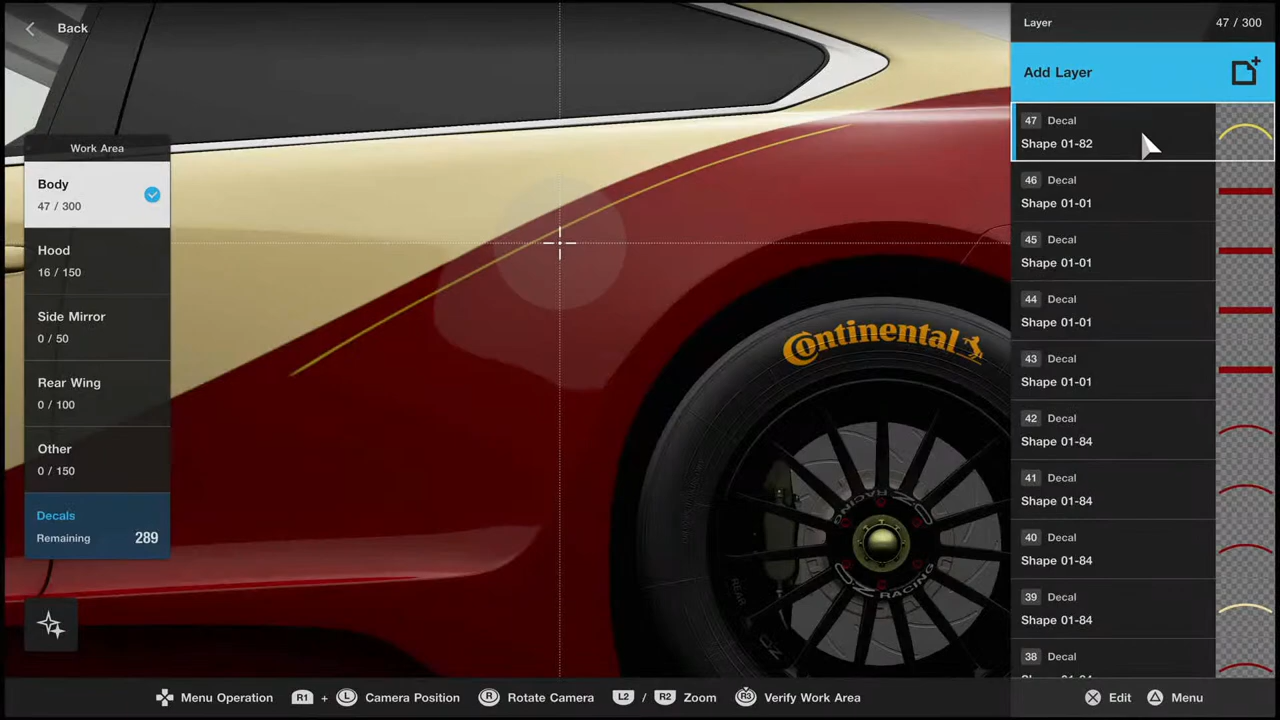 Back
Layer
47 / 300
Add Layer
47 Decal
Shape 01-82
46 Decal
Shape 01-01
45 Decal
Shape 01-01
44 Decal
Shape 01-01
43 Decal
Shape 01-01
42 Decal
Shape 01-84
41 Decal
Shape 01-84
40 Decal
Shape 01-84
39 Decal
Shape 01-84
38 Decal
Work Area
Body
47 / 300
Hood
16 / 150
Side Mirror
0 / 50
Rear Wing
0 / 100
Other
0 / 150
Decals
Remaining 289
Continental
OZ RACING
OZ RACING
REAR
Menu Operation
R1 + L Camera Position
R Rotate Camera
L2 / R2 Zoom
R3 Verify Work Area
Edit
Menu